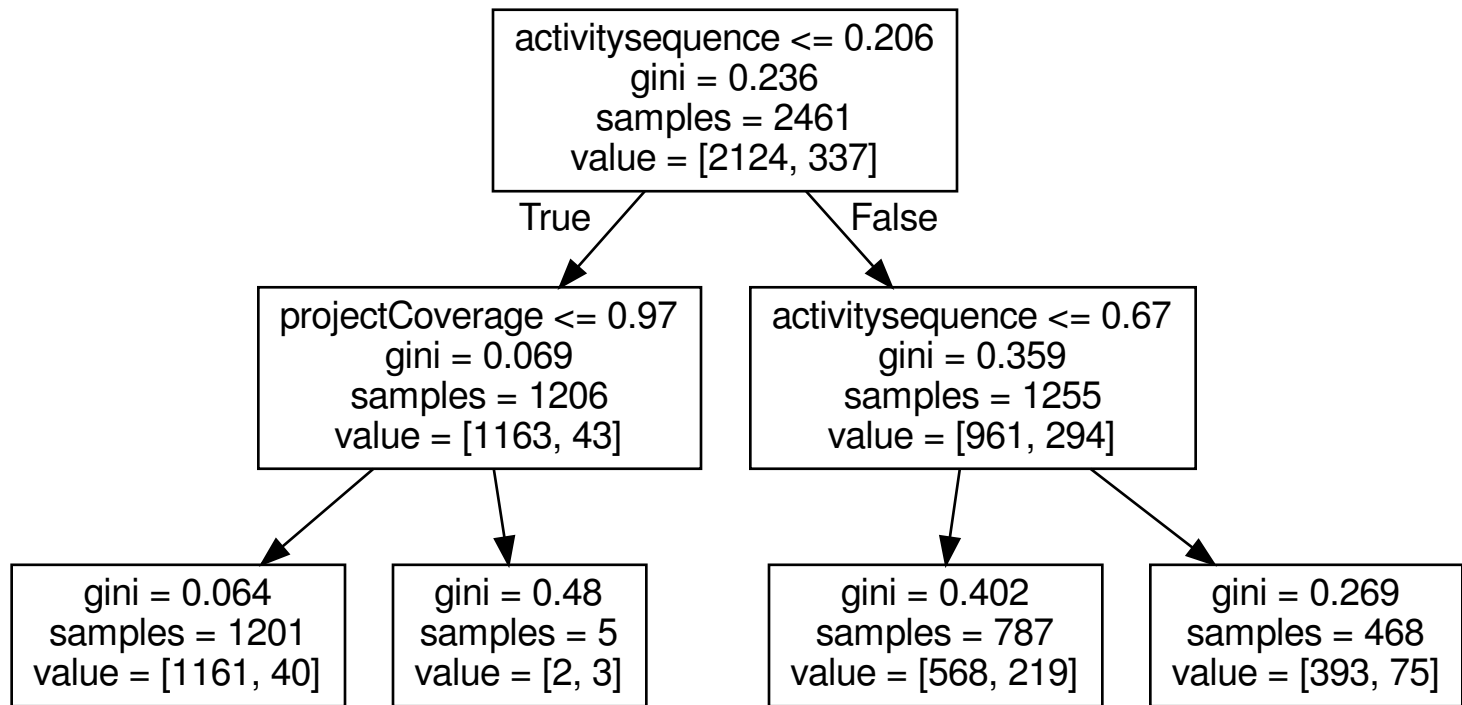 activitysequence <= 0.206
gini = 0.236
samples = 2461
value = [2124, 337]
True
False
projectCoverage <= 0.97
gini = 0.069
samples = 1206
value = [1163, 43]
activitysequence <= 0.67
gini = 0.359
samples = 1255
value = [961, 294]
gini = 0.064
samples = 1201
value = [1161, 40]
gini = 0.48
samples = 5
value = [2, 3]
gini = 0.402
samples = 787
value = [568, 219]
gini = 0.269
samples = 468
value = [393, 75]